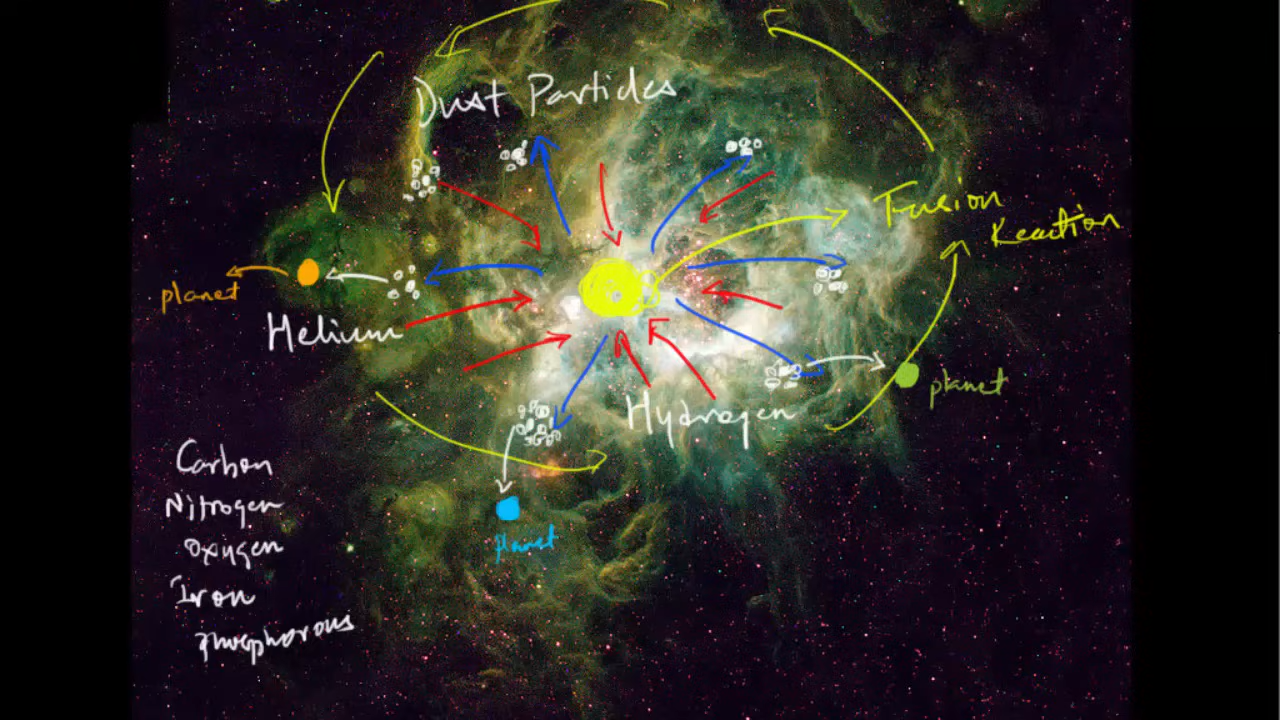 Dust Particles
Fusion
Reaction
planet
Helium
planet
Hydrogen
Carbon
Nitrogen
Oxygen
planet
Iron
Phosphorous